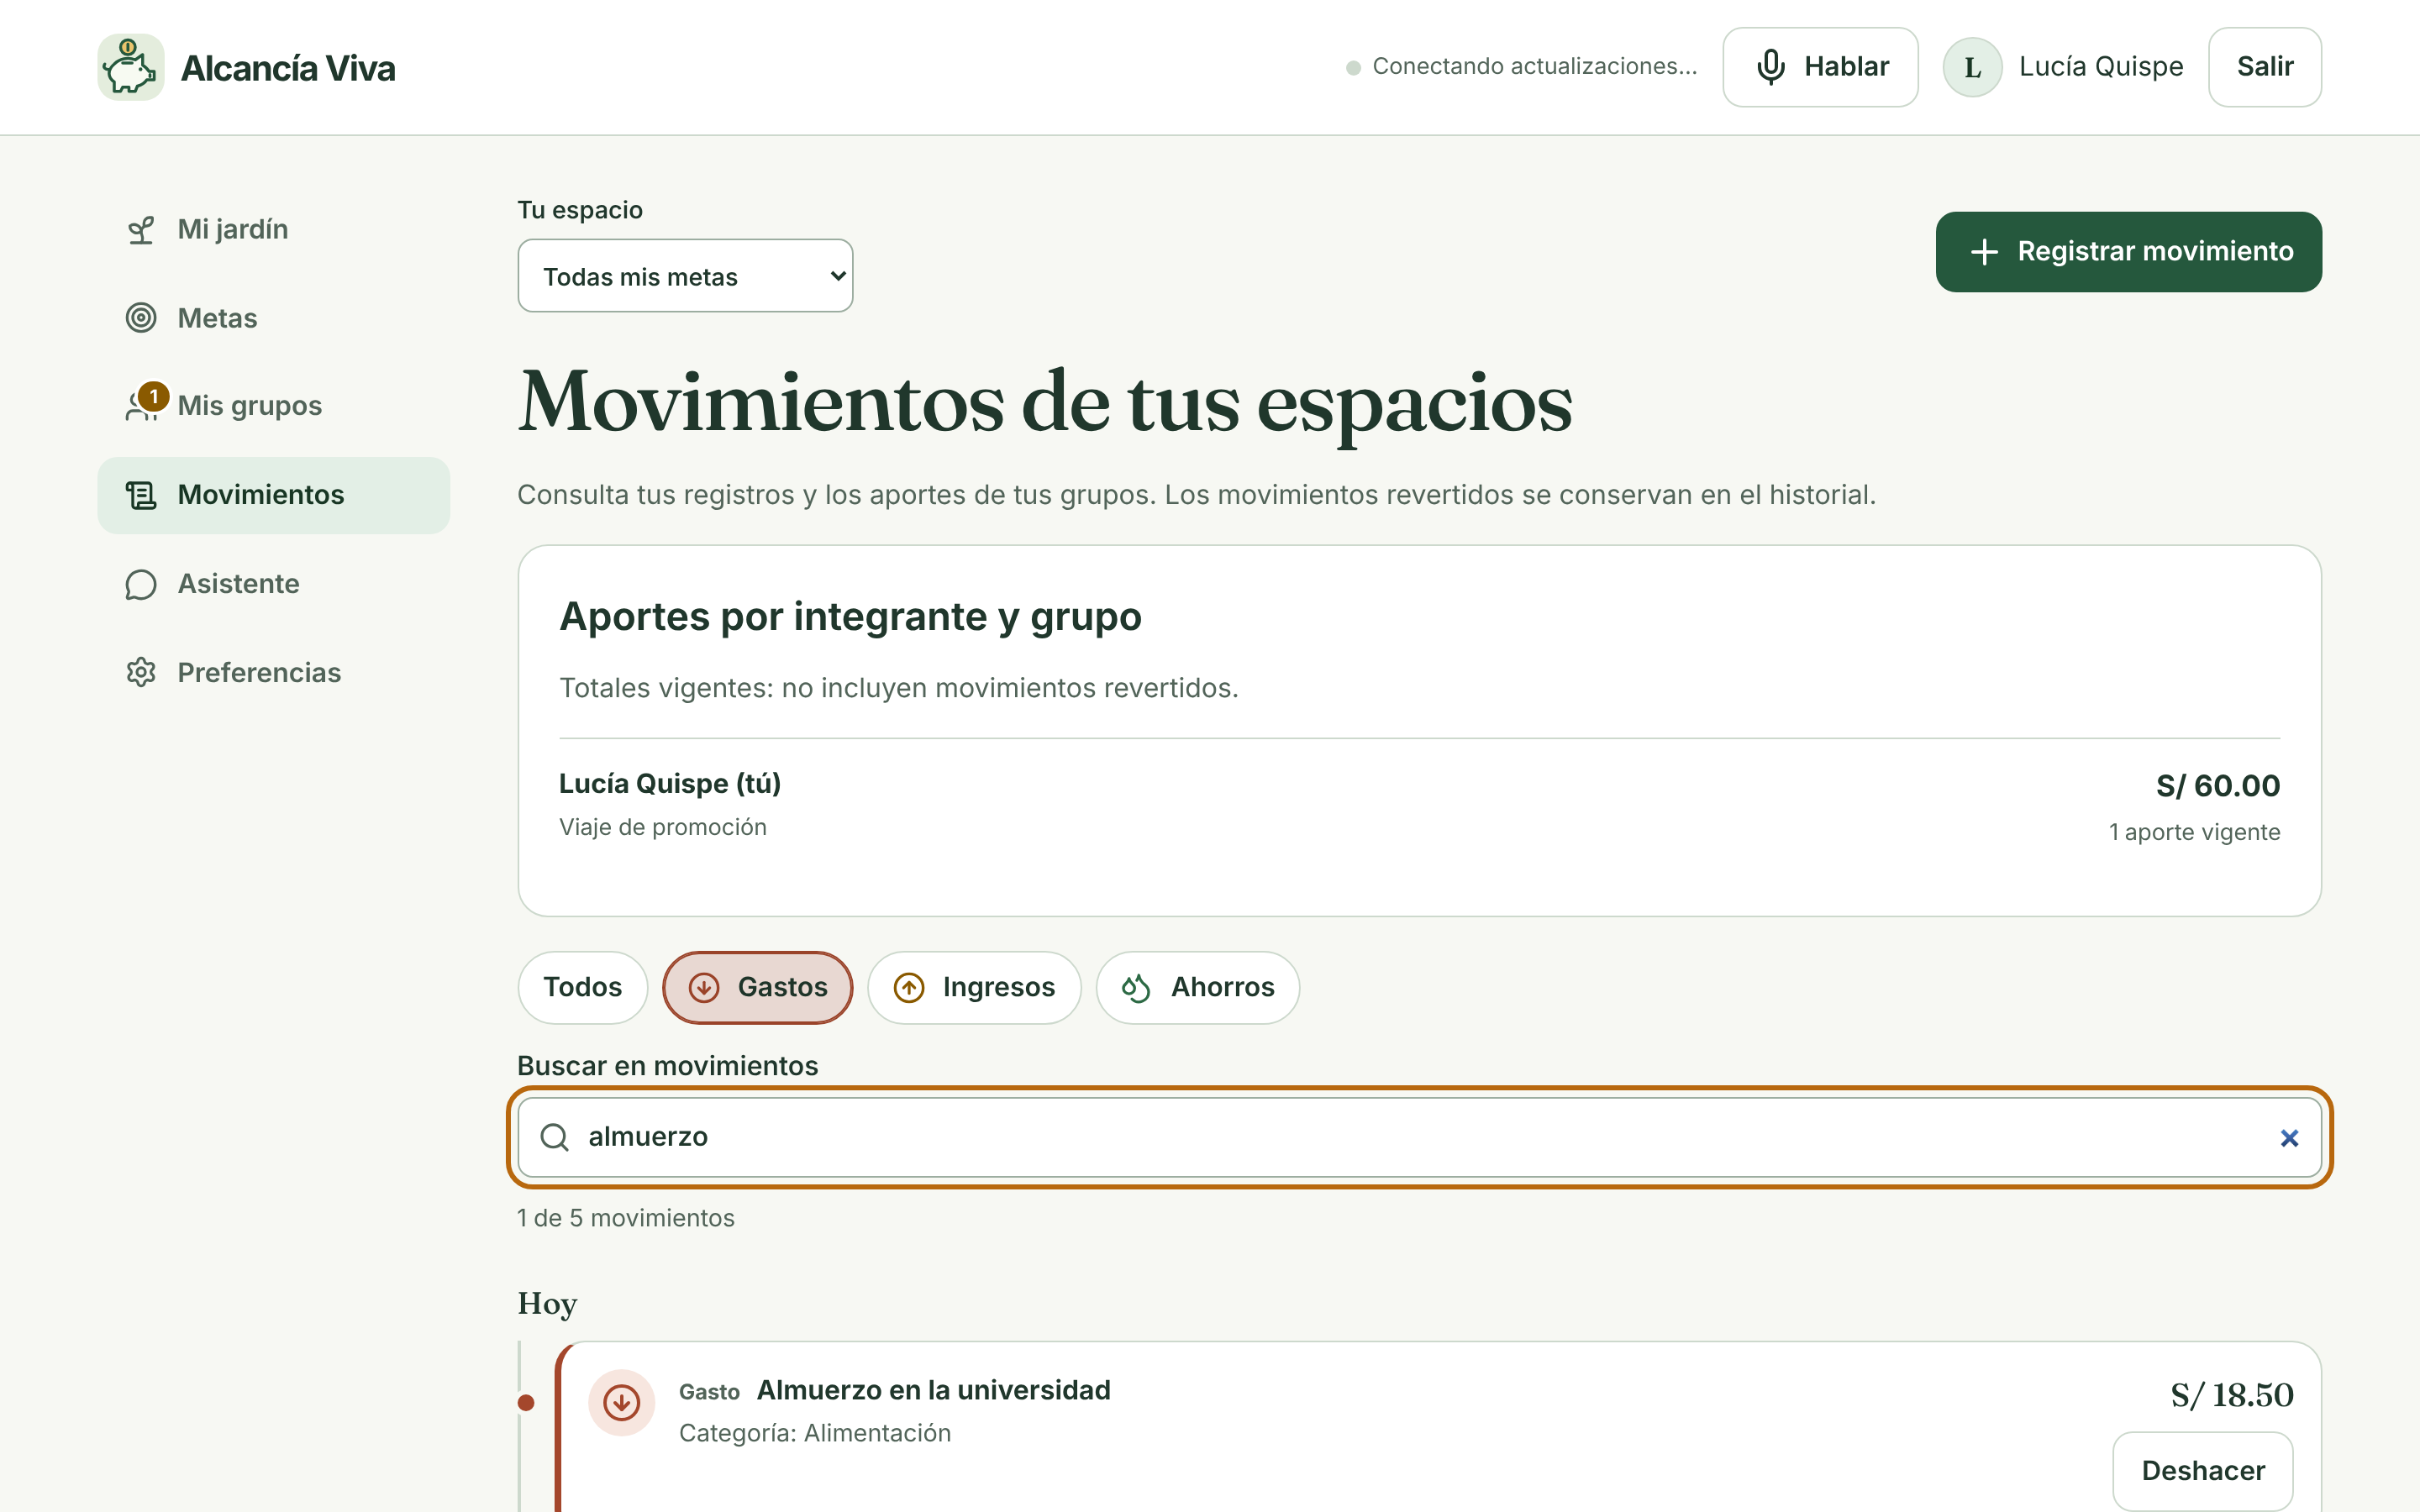 Alcancía Viva
Conectando actualizaciones...
Hablar
L
Lucía Quispe
Salir
Mi jardín
Metas
1
Mis grupos
Movimientos
Asistente
Preferencias
Tu espacio
Todas mis metas
Registrar movimiento
Movimientos de tus espacios
Consulta tus registros y los aportes de tus grupos. Los movimientos revertidos se conservan en el historial.
Aportes por integrante y grupo
Totales vigentes: no incluyen movimientos revertidos.
Lucía Quispe (tú)
S/ 60.00
Viaje de promoción
1 aporte vigente
Todos
Gastos
Ingresos
Ahorros
Buscar en movimientos
almuerzo
1 de 5 movimientos
Hoy
Gasto Almuerzo en la universidad
S/ 18.50
Categoría: Alimentación
Deshacer